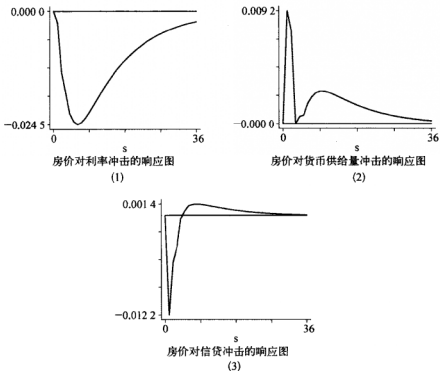 0.000 0
-0.024 5
0
36
s
房价对利率冲击的响应图
(1)
0.009 2
-0.000 0
0
36
s
房价对货币供给量冲击的响应图
(2)
0.001 4
-0.012 2
0
36
s
房价对信贷冲击的响应图
(3)